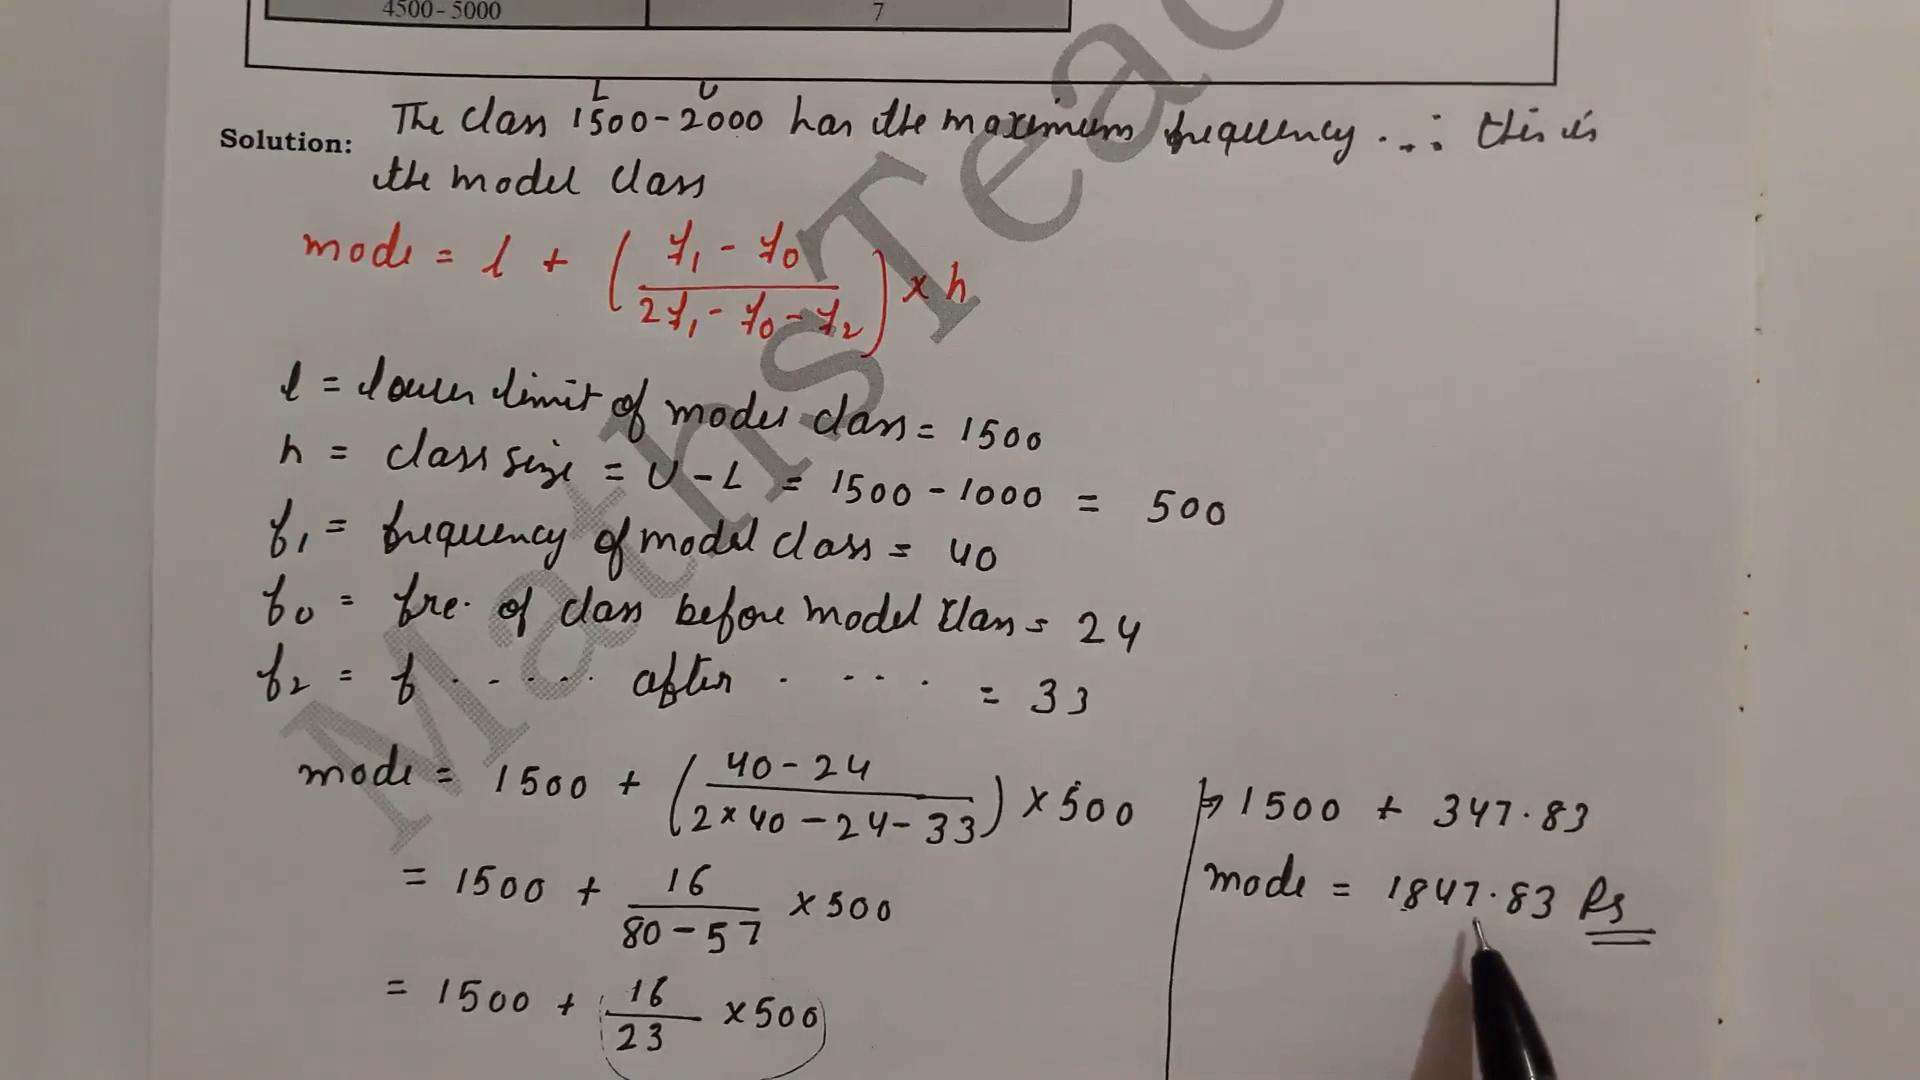 4500-5000 7
L U
The class 1500-2000 has the maximum frequency. ∴ this is
Solution:
the model class
mode = l + (f₁ - f₀ / 2f₁ - f₀ - f₂) × h
l = lower limit of model class = 1500
h = class size = U - L = 1500 - 1000 = 500
f₁ = frequency of model class = 40
f₀ = fre. of class before model class = 24
f₂ = f . . . . . after . . . . = 33
mode = 1500 + (40 - 24 / 2×40 - 24 - 33) × 500
= 1500 + 16 / 80 - 57 × 500
= 1500 + 16 / 23 × 500
⇒ 1500 + 347.83
mode = 1847.83 Rs
MathsTeac